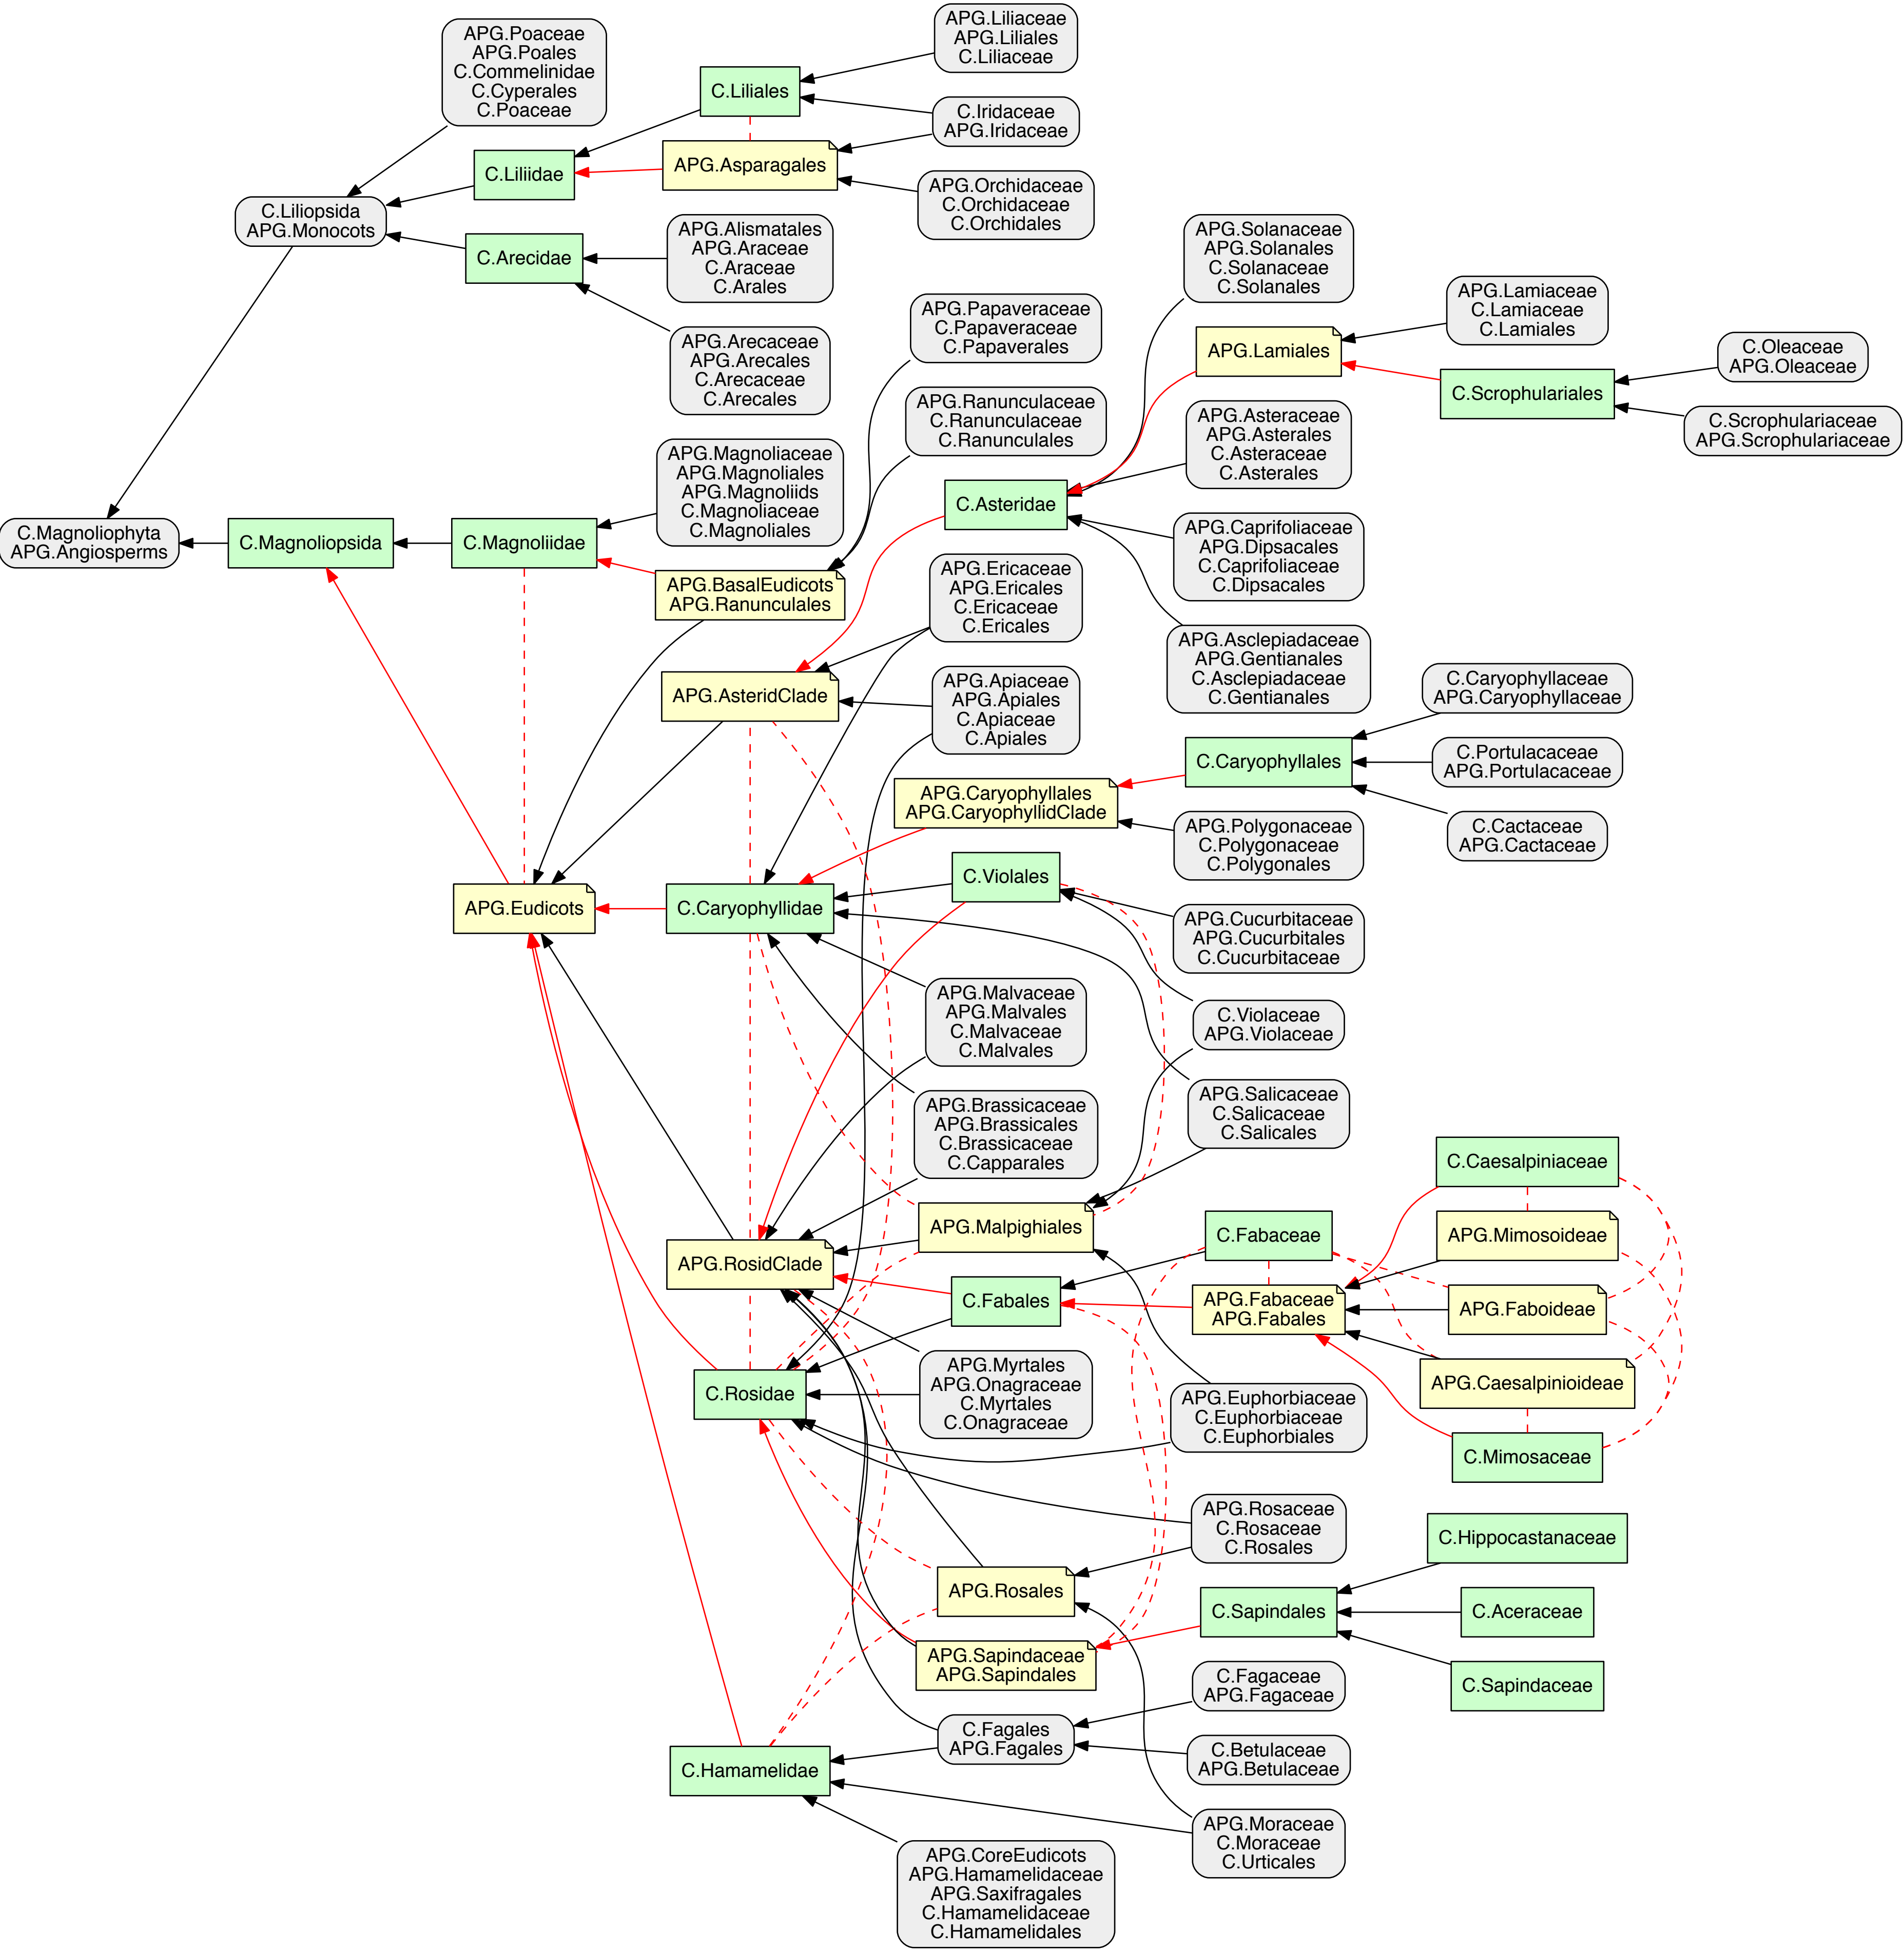 APG.Poaceae
APG.Poales
C.Commelinidae
C.Cyperales
C.Poaceae
C.Liliales
APG.Liliaceae
APG.Liliales
C.Liliaceae
C.Iridaceae
APG.Iridaceae
C.Liliidae
APG.Asparagales
APG.Orchidaceae
C.Orchidaceae
C.Orchidales
C.Liliopsida
APG.Monocots
C.Arecidae
APG.Alismatales
APG.Araceae
C.Araceae
C.Arales
APG.Arecaceae
APG.Arecales
C.Arecaceae
C.Arecales
APG.Papaveraceae
C.Papaveraceae
C.Papaverales
APG.Ranunculaceae
C.Ranunculaceae
C.Ranunculales
APG.Solanaceae
APG.Solanales
C.Solanaceae
C.Solanales
APG.Lamiales
APG.Lamiaceae
C.Lamiaceae
C.Lamiales
C.Scrophulariales
C.Oleaceae
APG.Oleaceae
C.Scrophulariaceae
APG.Scrophulariaceae
APG.Asteraceae
APG.Asterales
C.Asteraceae
C.Asterales
C.Magnoliophyta
APG.Angiosperms
C.Magnoliopsida
C.Magnoliidae
APG.Magnoliaceae
APG.Magnoliales
APG.Magnoliids
C.Magnoliaceae
C.Magnoliales
C.Asteridae
APG.Caprifoliaceae
APG.Dipsacales
C.Caprifoliaceae
C.Dipsacales
APG.BasalEudicots
APG.Ranunculales
APG.Ericaceae
APG.Ericales
C.Ericaceae
C.Ericales
APG.Asclepiadaceae
APG.Gentianales
C.Asclepiadaceae
C.Gentianales
APG.AsteridClade
APG.Apiaceae
APG.Apiales
C.Apiaceae
C.Apiales
C.Caryophyllaceae
APG.Caryophyllaceae
C.Caryophyllales
C.Portulacaceae
APG.Portulacaceae
APG.Caryophyllales
APG.CaryophyllidClade
APG.Polygonaceae
C.Polygonaceae
C.Polygonales
C.Cactaceae
APG.Cactaceae
APG.Eudicots
C.Caryophyllidae
C.Violales
APG.Cucurbitaceae
APG.Cucurbitales
C.Cucurbitaceae
APG.Malvaceae
APG.Malvales
C.Malvaceae
C.Malvales
C.Violaceae
APG.Violaceae
APG.Brassicaceae
APG.Brassicales
C.Brassicaceae
C.Capparales
APG.Salicaceae
C.Salicaceae
C.Salicales
APG.RosidClade
APG.Malpighiales
C.Fabaceae
C.Caesalpiniaceae
APG.Mimosoideae
C.Fabales
APG.Fabaceae
APG.Fabales
APG.Faboideae
C.Rosidae
APG.Myrtales
APG.Onagraceae
C.Myrtales
C.Onagraceae
APG.Euphorbiaceae
C.Euphorbiaceae
C.Euphorbiales
APG.Caesalpinioideae
C.Mimosaceae
APG.Rosaceae
C.Rosaceae
C.Rosales
APG.Rosales
C.Hippocastanaceae
C.Sapindales
C.Aceraceae
APG.Sapindaceae
APG.Sapindales
C.Sapindaceae
C.Fagaceae
APG.Fagaceae
C.Hamamelidae
C.Fagales
APG.Fagales
C.Betulaceae
APG.Betulaceae
APG.Moraceae
C.Moraceae
C.Urticales
APG.CoreEudicots
APG.Hamamelidaceae
APG.Saxifragales
C.Hamamelidaceae
C.Hamamelidales